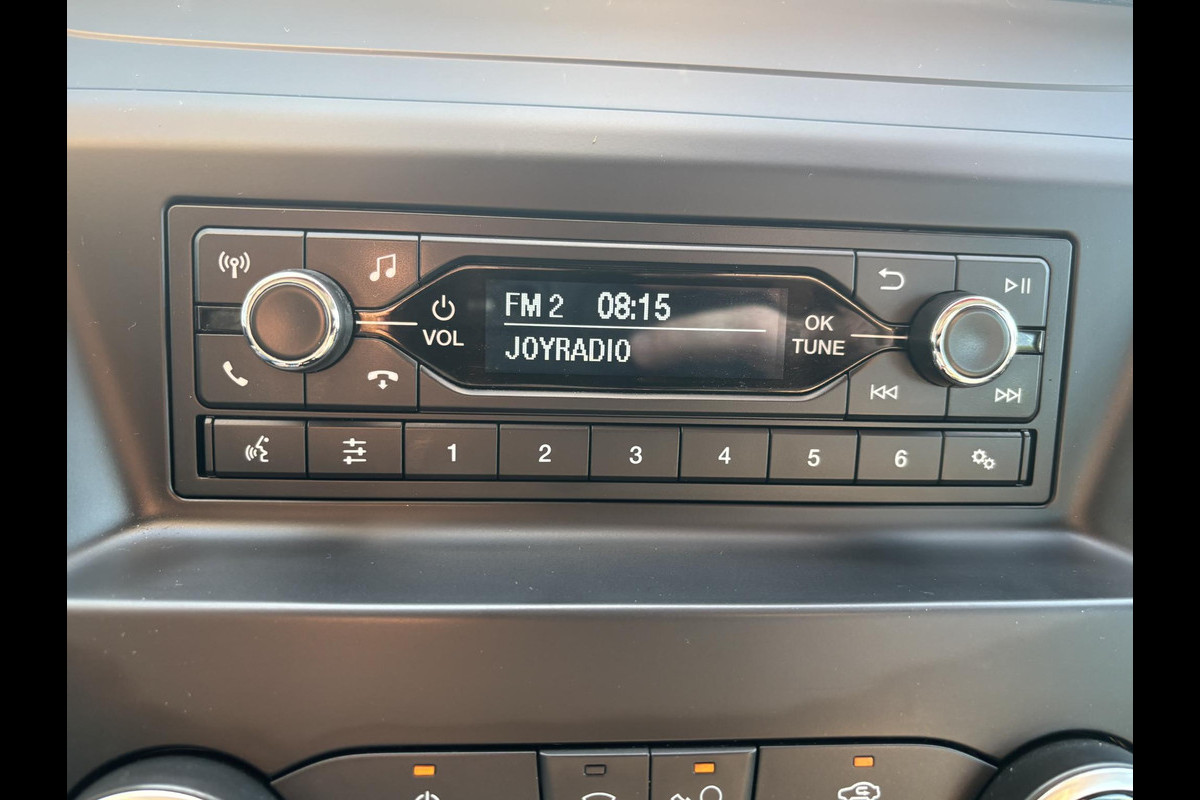 FM 2 08:15
JOYRADIO
VOL
OK
TUNE
1 2 3 4 5 6